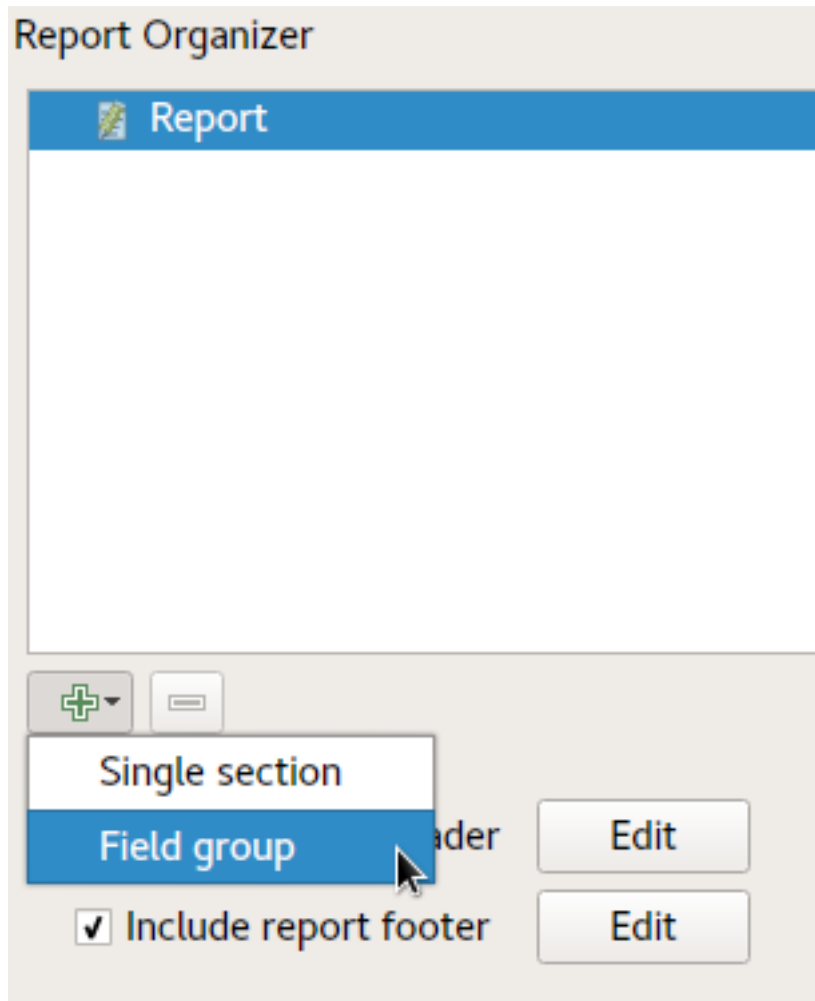 Report Organizer
Report
Single section
Field group
Edit
Include report footer
Edit